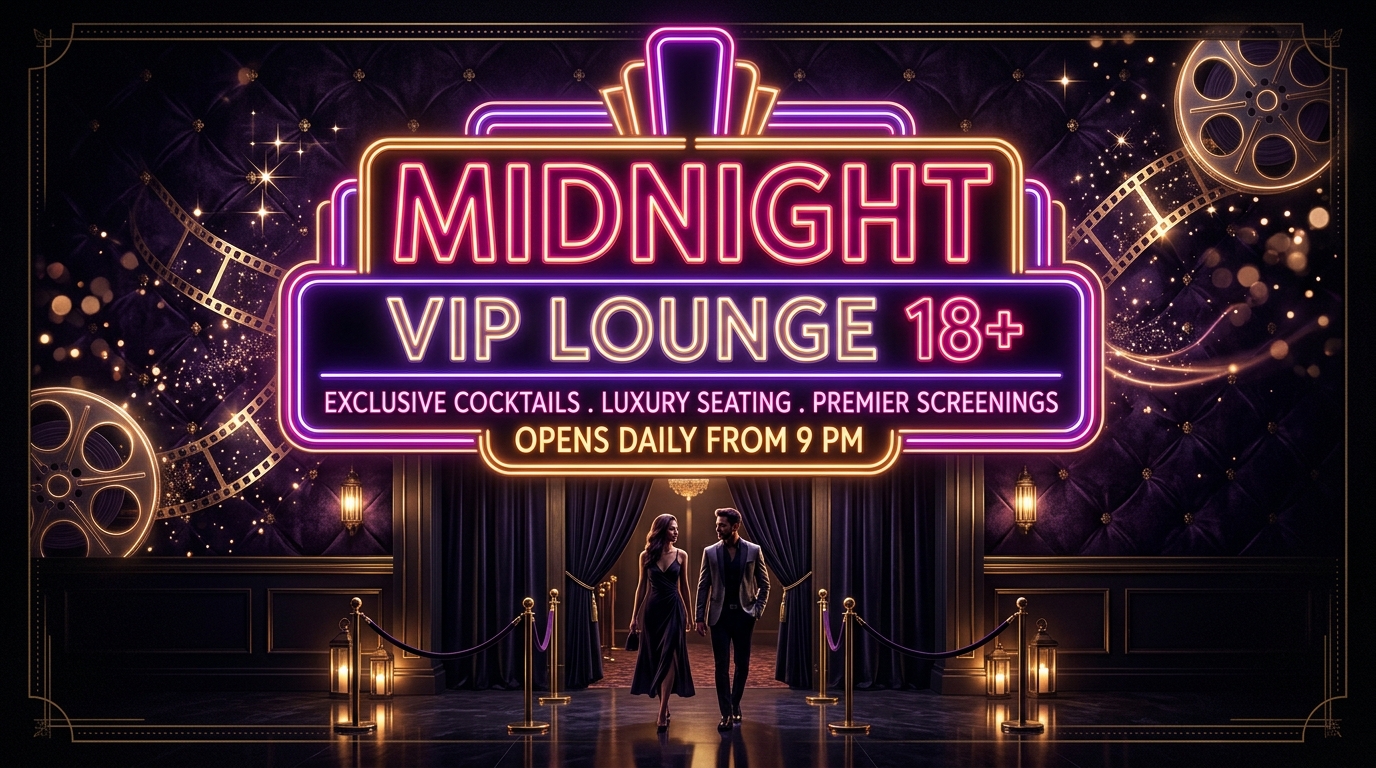 MIDNIGHT
VIP LOUNGE 18+
EXCLUSIVE COCKTAILS . LUXURY SEATING . PREMIER SCREENINGS
OPENS DAILY FROM 9 PM